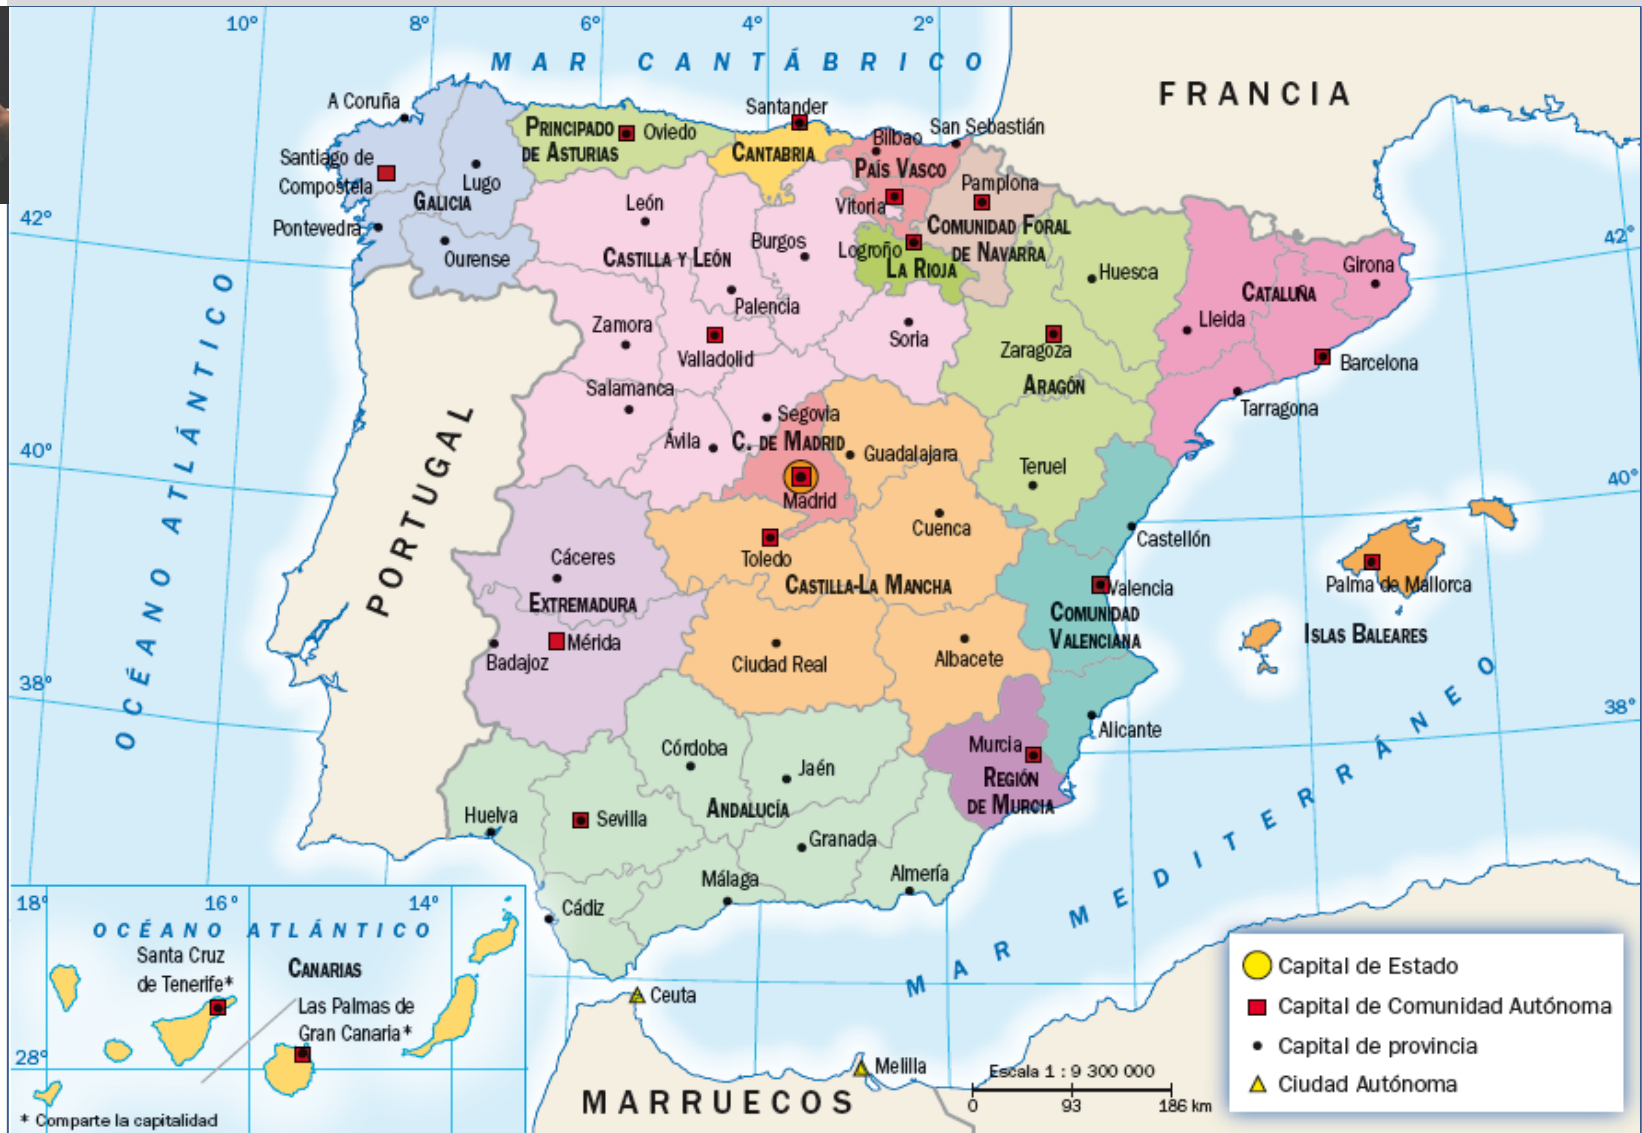 10°
8°
6°
4°
2°
MAR CANTÁBRICO
FRANCIA
A Coruña
Santander
PRINCIPADO
DE ASTURIAS
Oviedo
CANTABRIA
Bilbao
San Sebastián
PAÍS VASCO
Santiago de
Compostela
Lugo
GALICIA
Pontevedra
Ourense
León
CASTILLA Y LEÓN
Burgos
Palencia
Vitoria
Pamplona
COMUNIDAD FORAL
DE NAVARRA
Logroño
LA RIOJA
Huesca
Girona
CATALUÑA
Lleida
Barcelona
Tarragona
42°
42°
Zamora
Valladolid
Soria
Zaragoza
ARAGÓN
Salamanca
Segovia
Ávila
C. DE MADRID
Guadalajara
Madrid
Teruel
OCÉANO ATLÁNTICO
PORTUGAL
40°
40°
Cuenca
Toledo
CASTILLA-LA MANCHA
Castellón
Valencia
COMUNIDAD
VALENCIANA
Palma de Mallorca
ISLAS BALEARES
Cáceres
EXTREMADURA
Mérida
Badajoz
Ciudad Real
Albacete
38°
38°
Alicante
Murcia
REGIÓN
DE MURCIA
Córdoba
Jaén
ANDALUCÍA
Huelva
Sevilla
Granada
Almería
Málaga
Cádiz
MAR MEDITERRÁNEO
18°
16°
14°
OCÉANO ATLÁNTICO
Santa Cruz
de Tenerife*
CANARIAS
Las Palmas de
Gran Canaria*
28°
* Comparte la capitalidad
Ceuta
Melilla
MARRUECOS
Escala 1 : 9 300 000
0 93 186 km
Capital de Estado
Capital de Comunidad Autónoma
Capital de provincia
Ciudad Autónoma